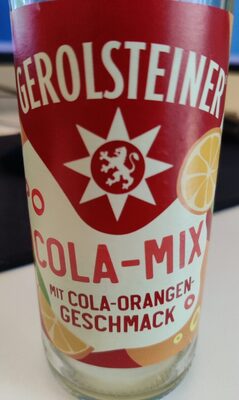 GEROLSTEINER
COLA-MIX
MIT COLA-ORANGEN-
GESCHMACK